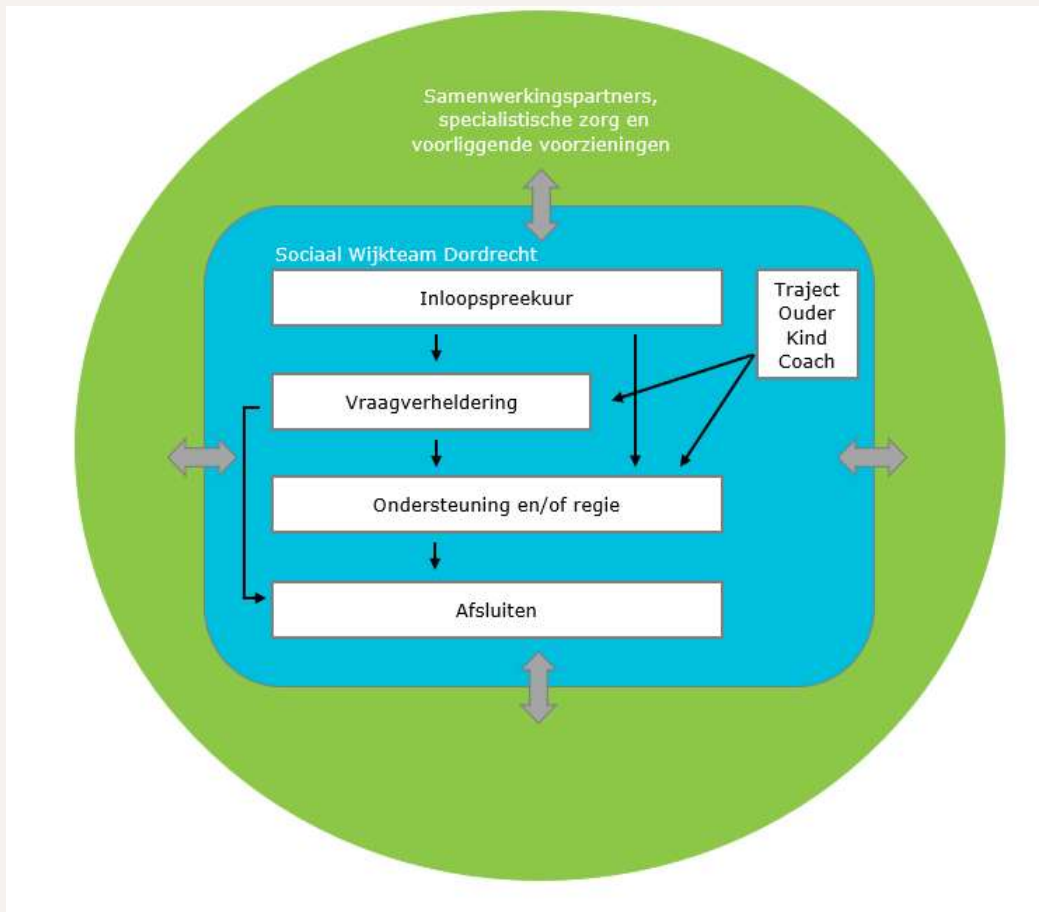 Samenwerkingspartners,
specialistische zorg en
voorliggende voorzieningen
Sociaal Wijkteam Dordrecht
Inloopspreekuur
Traject
Ouder
Kind
Coach
Vraagverheldering
Ondersteuning en/of regie
Afsluiten